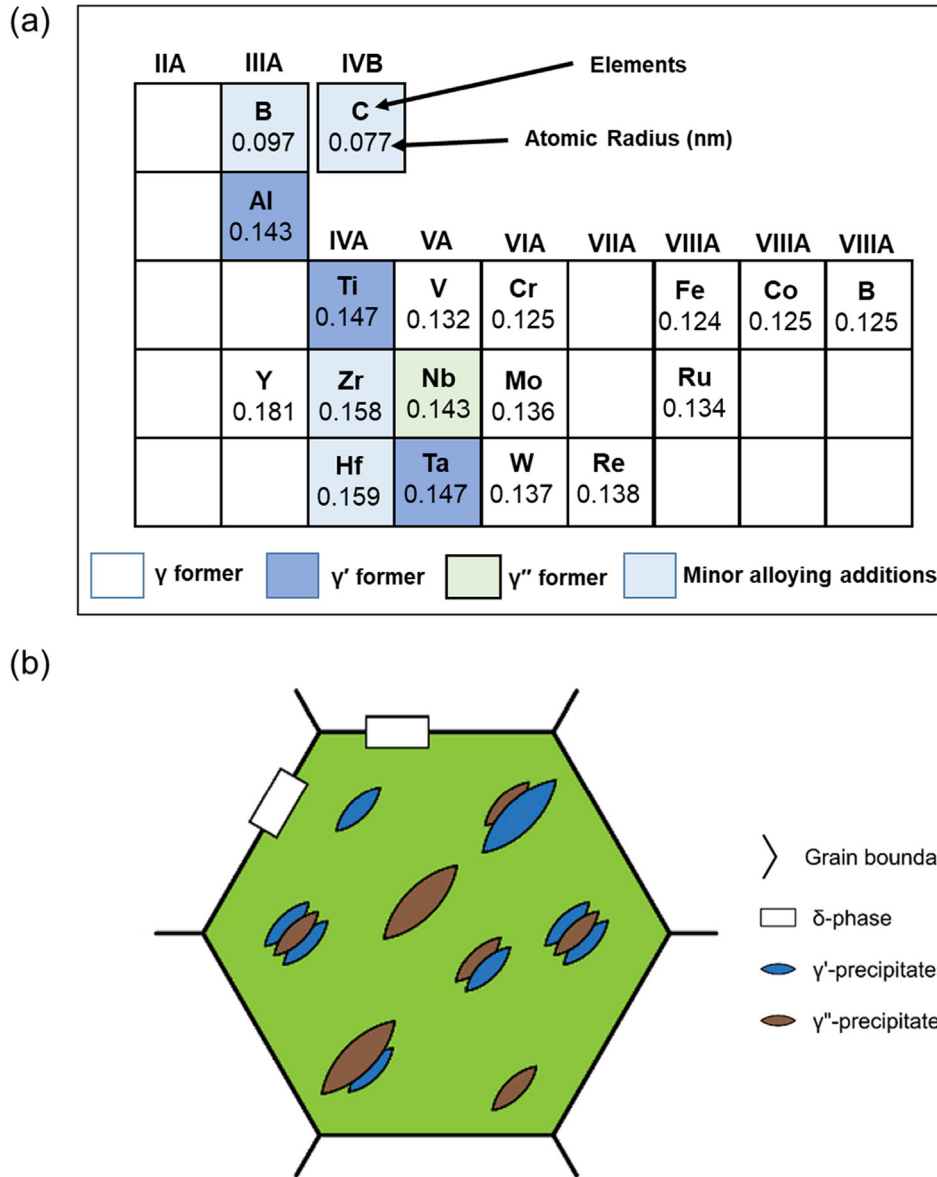 (a)
IIA IIIA IVB
Elements
B C
0.097 0.077
Atomic Radius (nm)
Al
0.143
IVA VA VIA VIIA VIIIA VIIIA VIIIA
Ti V Cr Fe Co B
0.147 0.132 0.125 0.124 0.125 0.125
Y Zr Nb Mo Ru
0.181 0.158 0.143 0.136 0.134
Hf Ta W Re
0.159 0.147 0.137 0.138
γ former γ′ former γ″ former Minor alloying additions
(b)
Grain bounda
δ-phase
γ'-precipitate
γ"-precipitate